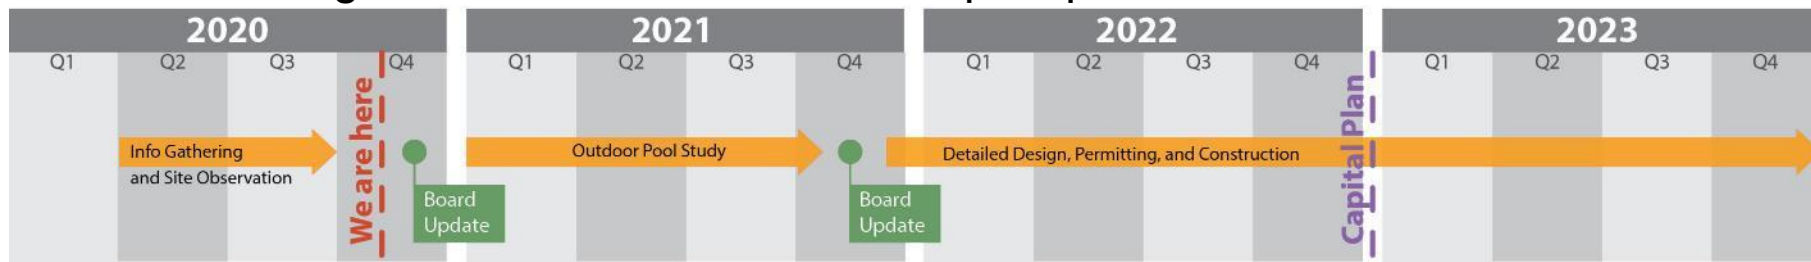 2020 2021 2022 2023
Q1 Q2 Q3 Q4 Q1 Q2 Q3 Q4 Q1 Q2 Q3 Q4 Q1 Q2 Q3 Q4
We are here
Capital Plan
Info Gathering
and Site Observation
Outdoor Pool Study
Detailed Design, Permitting, and Construction
Board
Update
Board
Update